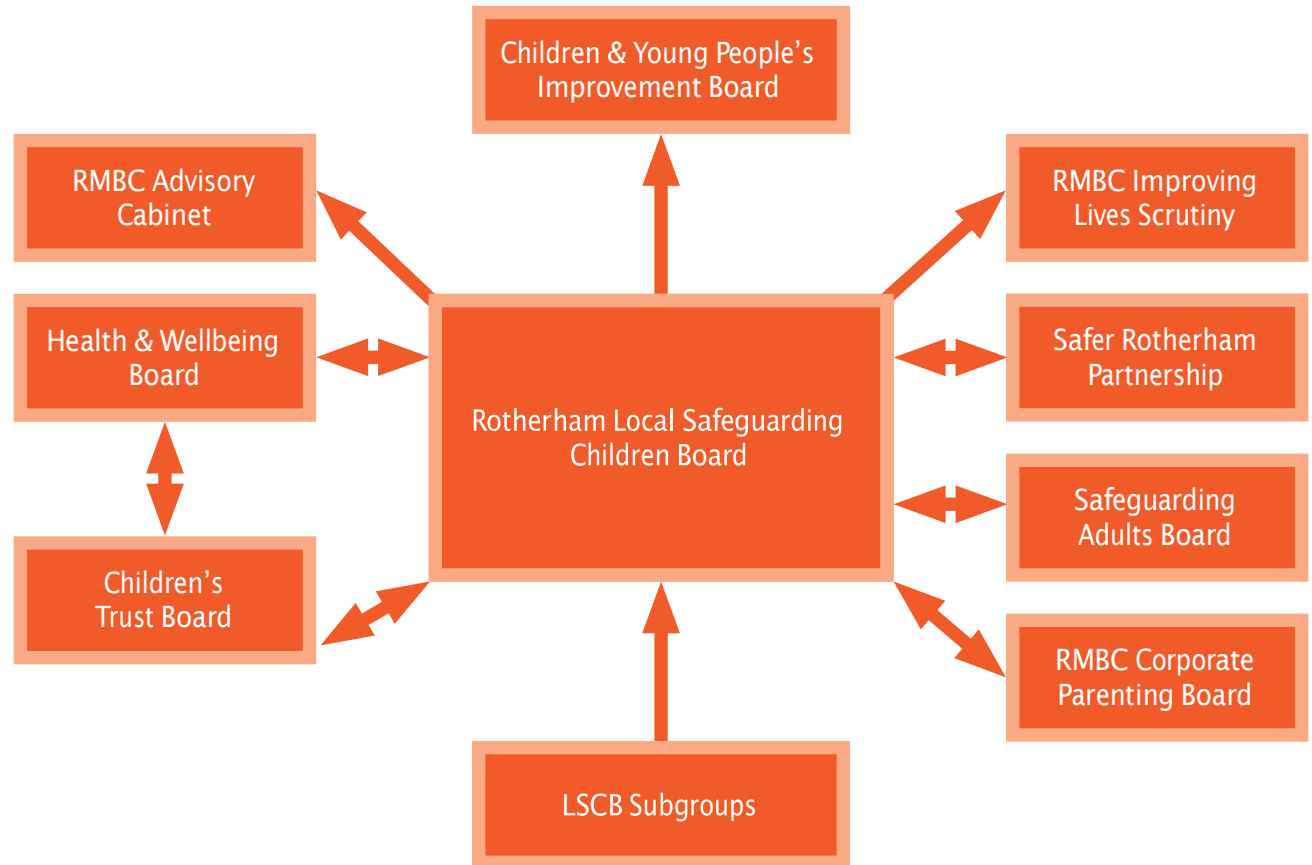 Children & Young People’s
Improvement Board
RMBC Advisory
Cabinet
RMBC Improving
Lives Scrutiny
Health & Wellbeing
Board
Safer Rotherham
Partnership
Rotherham Local Safeguarding
Children Board
Safeguarding
Adults Board
Children’s
Trust Board
RMBC Corporate
Parenting Board
LSCB Subgroups